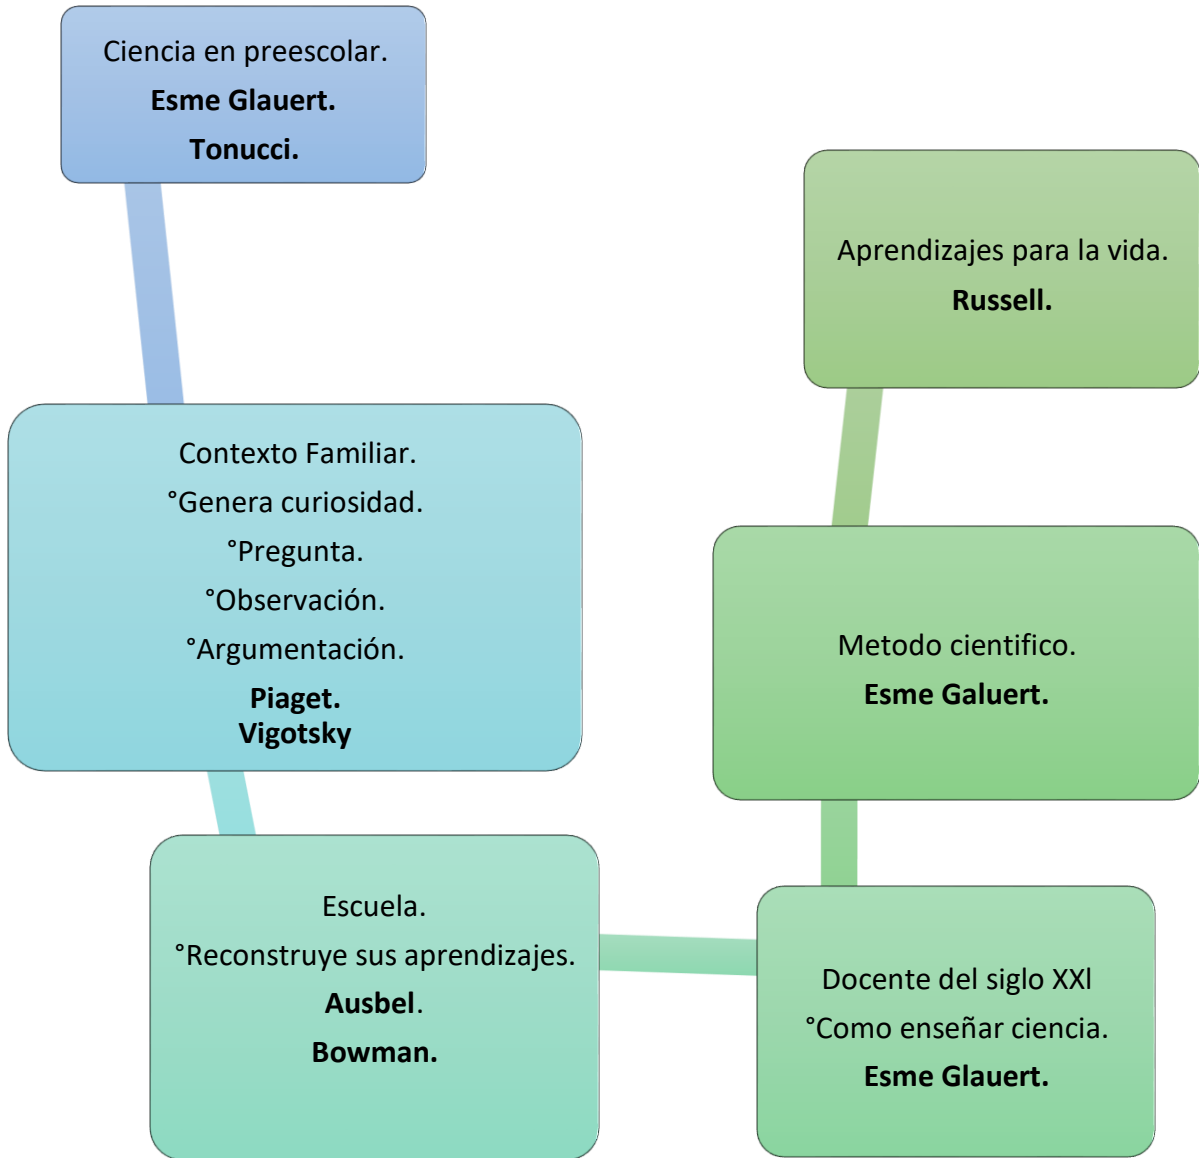 Ciencia en preescolar.
Esme Glauert.
Tonucci.
Contexto Familiar.
°Genera curiosidad.
°Pregunta.
°Observación.
°Argumentación.
Piaget.
Vigotsky
Escuela.
°Reconstruye sus aprendizajes.
Ausbel.
Bowman.
Docente del siglo XXl
°Como enseñar ciencia.
Esme Glauert.
Metodo cientifico.
Esme Galuert.
Aprendizajes para la vida.
Russell.